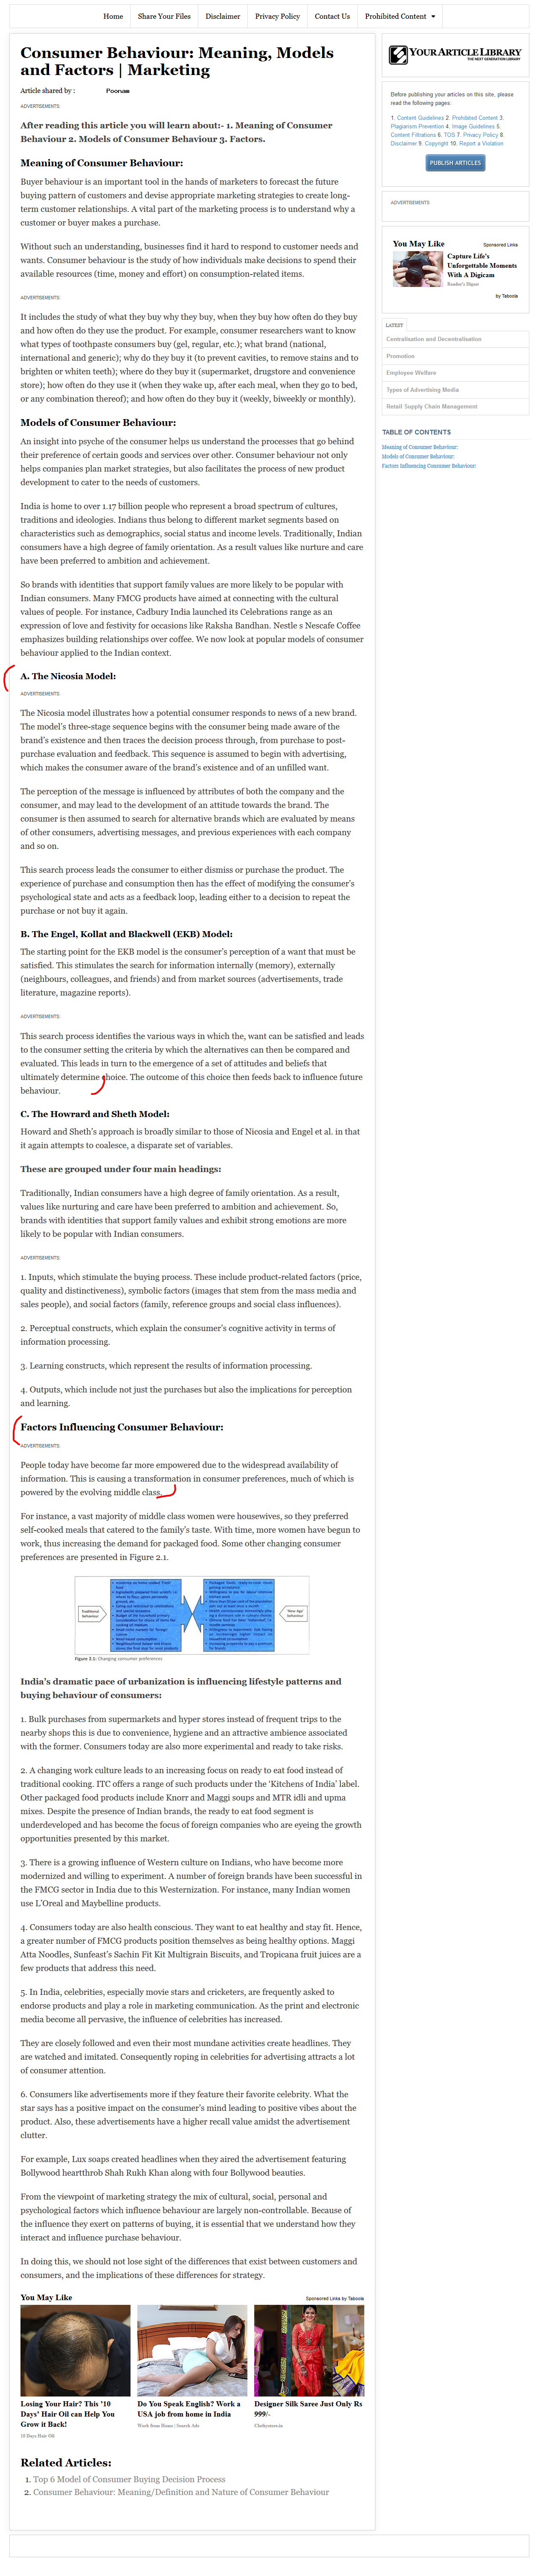 Home Share Your Files Disclaimer Privacy Policy Contact Us Prohibited Content
Consumer Behaviour: Meaning, Models
and Factors | Marketing
Article shared by : Poonam
ADVERTISEMENTS:
After reading this article you will learn about:- 1. Meaning of Consumer
Behaviour 2. Models of Consumer Behaviour 3. Factors.
Meaning of Consumer Behaviour:
Buyer behaviour is an important tool in the hands of marketers to forecast the future
buying pattern of customers and devise appropriate marketing strategies to create long-
term customer relationships. A vital part of the marketing process is to understand why a
customer or buyer makes a purchase.
Without such an understanding, businesses find it hard to respond to customer needs and
wants. Consumer behaviour is the study of how individuals make decisions to spend their
available resources (time, money and effort) on consumption-related items.
ADVERTISEMENTS:
It includes the study of what they buy why they buy, when they buy how often do they buy
and how often do they use the product. For example, consumer researchers want to know
what types of toothpaste consumers buy (gel, regular, etc.); what brand (national,
international and generic); why do they buy it (to prevent cavities, to remove stains and to
brighten or whiten teeth); where do they buy it (supermarket, drugstore and convenience
store); how often do they use it (when they wake up, after each meal, when they go to bed,
or any combination thereof); and how often do they buy it (weekly, biweekly or monthly).
Models of Consumer Behaviour:
An insight into psyche of the consumer helps us understand the processes that go behind
their preference of certain goods and services over other. Consumer behaviour not only
helps companies plan market strategies, but also facilitates the process of new product
development to cater to the needs of customers.
India is home to over 1.17 billion people who represent a broad spectrum of cultures,
traditions and ideologies. Indians thus belong to different market segments based on
characteristics such as demographics, social status and income levels. Traditionally, Indian
consumers have a high degree of family orientation. As a result values like nurture and care
have been preferred to ambition and achievement.
So brands with identities that support family values are more likely to be popular with
Indian consumers. Many FMCG products have aimed at connecting with the cultural
values of people. For instance, Cadbury India launched its Celebrations range as an
expression of love and festivity for occasions like Raksha Bandhan. Nestle s Nescafe Coffee
emphasizes building relationships over coffee. We now look at popular models of consumer
behaviour applied to the Indian context.
A. The Nicosia Model:
ADVERTISEMENTS:
The Nicosia model illustrates how a potential consumer responds to news of a new brand.
The model's three-stage sequence begins with the consumer being made aware of the
brand's existence and then traces the decision process through, from purchase to post-
purchase evaluation and feedback. This sequence is assumed to begin with advertising,
which makes the consumer aware of the brand's existence and of an unfilled want.
The perception of the message is influenced by attributes of both the company and the
consumer, and may lead to the development of an attitude towards the brand. The
consumer is then assumed to search for alternative brands which are evaluated by means
of other consumers, advertising messages, and previous experiences with each company
and so on.
This search process leads the consumer to either dismiss or purchase the product. The
experience of purchase and consumption then has the effect of modifying the consumer's
psychological state and acts as a feedback loop, leading either to a decision to repeat the
purchase or not buy it again.
B. The Engel, Kollat and Blackwell (EKB) Model:
The starting point for the EKB model is the consumer's perception of a want that must be
satisfied. This stimulates the search for information internally (memory), externally
(neighbours, colleagues, and friends) and from market sources (advertisements, trade
literature, magazine reports).
ADVERTISEMENTS:
This search process identifies the various ways in which the, want can be satisfied and leads
to the consumer setting the criteria by which the alternatives can then be compared and
evaluated. This leads in turn to the emergence of a set of attitudes and beliefs that
ultimately determine choice. The outcome of this choice then feeds back to influence future
behaviour.
C. The Howrard and Sheth Model:
Howard and Sheth's approach is broadly similar to those of Nicosia and Engel et al. in that
it again attempts to coalesce, a disparate set of variables.
These are grouped under four main headings:
Traditionally, Indian consumers have a high degree of family orientation. As a result,
values like nurturing and care have been preferred to ambition and achievement. So,
brands with identities that support family values and exhibit strong emotions are more
likely to be popular with Indian consumers.
ADVERTISEMENTS:
1. Inputs, which stimulate the buying process. These include product-related factors (price,
quality and distinctiveness), symbolic factors (images that stem from the mass media and
sales people), and social factors (family, reference groups and social class influences).
2. Perceptual constructs, which explain the consumer's cognitive activity in terms of
information processing.
3. Learning constructs, which represent the results of information processing.
4. Outputs, which include not just the purchases but also the implications for perception
and learning.
Factors Influencing Consumer Behaviour:
ADVERTISEMENTS:
People today have become far more empowered due to the widespread availability of
information. This is causing a transformation in consumer preferences, much of which is
powered by the evolving middle class.
For instance, a vast majority of middle class women were housewives, so they preferred
self-cooked meals that catered to the family's taste. With time, more women have begun to
work, thus increasing the demand for packaged food. Some other changing consumer
preferences are presented in Figure 2.1.
Traditional behaviour
'New Age' behaviour
Figure 2.1: Changing consumer preferences
India's dramatic pace of urbanization is influencing lifestyle patterns and
buying behaviour of consumers:
1. Bulk purchases from supermarkets and hyper stores instead of frequent trips to the
nearby shops this is due to convenience, hygiene and an attractive ambience associated
with the former. Consumers today are also more experimental and ready to take risks.
2. A changing work culture leads to an increasing focus on ready to eat food instead of
traditional cooking. ITC offers a range of such products under the 'Kitchens of India' label.
Other packaged food products include Knorr and Maggi soups and MTR idli and upma
mixes. Despite the presence of Indian brands, the ready to eat food segment is
underdeveloped and has become the focus of foreign companies who are eyeing the growth
opportunities presented by this market.
3. There is a growing influence of Western culture on Indians, who have become more
modernized and willing to experiment. A number of foreign brands have been successful in
the FMCG sector in India due to this Westernization. For instance, many Indian women
use L'Oreal and Maybelline products.
4. Consumers today are also health conscious. They want to eat healthy and stay fit. Hence,
a greater number of FMCG products position themselves as being healthy options. Maggi
Atta Noodles, Sunfeast's Sachin Fit Kit Multigrain Biscuits, and Tropicana fruit juices are a
few products that address this need.
5. In India, celebrities, especially movie stars and cricketers, are frequently asked to
endorse products and play a role in marketing communication. As the print and electronic
media become all pervasive, the influence of celebrities has increased.
They are closely followed and even their most mundane activities create headlines. They
are watched and imitated. Consequently roping in celebrities for advertising attracts a lot
of consumer attention.
6. Consumers like advertisements more if they feature their favorite celebrity. What the
star says has a positive impact on the consumer's mind leading to positive vibes about the
product. Also, these advertisements have a higher recall value amidst the advertisement
clutter.
For example, Lux soaps created headlines when they aired the advertisement featuring
Bollywood heartthrob Shah Rukh Khan along with four Bollywood beauties.
From the viewpoint of marketing strategy the mix of cultural, social, personal and
psychological factors which influence behaviour are largely non-controllable. Because of
the influence they exert on patterns of buying, it is essential that we understand how they
interact and influence purchase behaviour.
In doing this, we should not lose sight of the differences that exist between customers and
consumers, and the implications of these differences for strategy.
You May Like Sponsored Links by Taboola
Losing Your Hair? This '10
Days' Hair Oil can Help You
Grow it Back!
10 Days Hair Oil
Do You Speak English? Work a
USA job from home in India
Work from Home | Search Ads
Designer Silk Saree Just Only Rs
999/-
Clothystore.in
Related Articles:
1. Top 6 Model of Consumer Buying Decision Process
2. Consumer Behaviour: Meaning/Definition and Nature of Consumer Behaviour
YOUR ARTICLE LIBRARY
THE NEXT GENERATION LIBRARY
Before publishing your articles on this site, please
read the following pages:
1. Content Guidelines 2. Prohibited Content 3.
Plagiarism Prevention 4. Image Guidelines 5.
Content Filtrations 6. TOS 7. Privacy Policy 8.
Disclaimer 9. Copyright 10. Report a Violation
PUBLISH ARTICLES
ADVERTISEMENTS
You May Like Sponsored Links
Capture Life's
Unforgettable Moments
With A Digicam
Reader's Digest
by Taboola
LATEST
Centralisation and Decentralisation
Promotion
Employee Welfare
Types of Advertising Media
Retail Supply Chain Management
TABLE OF CONTENTS
Meaning of Consumer Behaviour:
Models of Consumer Behaviour:
Factors Influencing Consumer Behaviour: